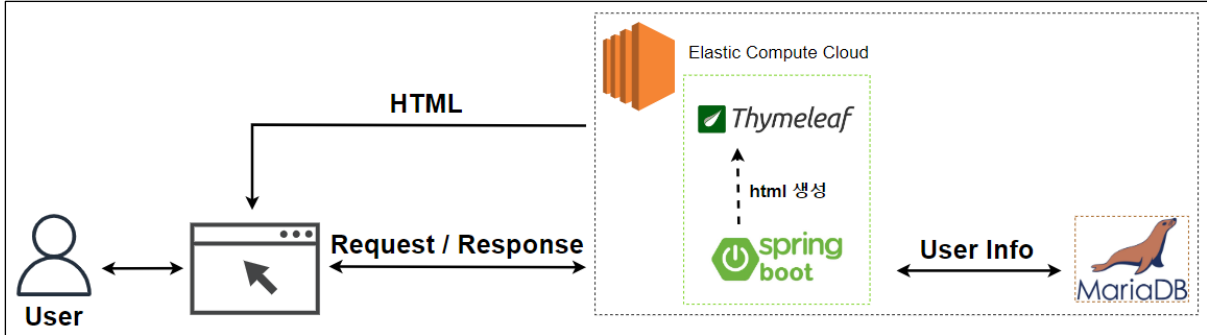 Elastic Compute Cloud
HTML
Thymeleaf
html 생성
Request / Response
spring
boot
User Info
MariaDB
User